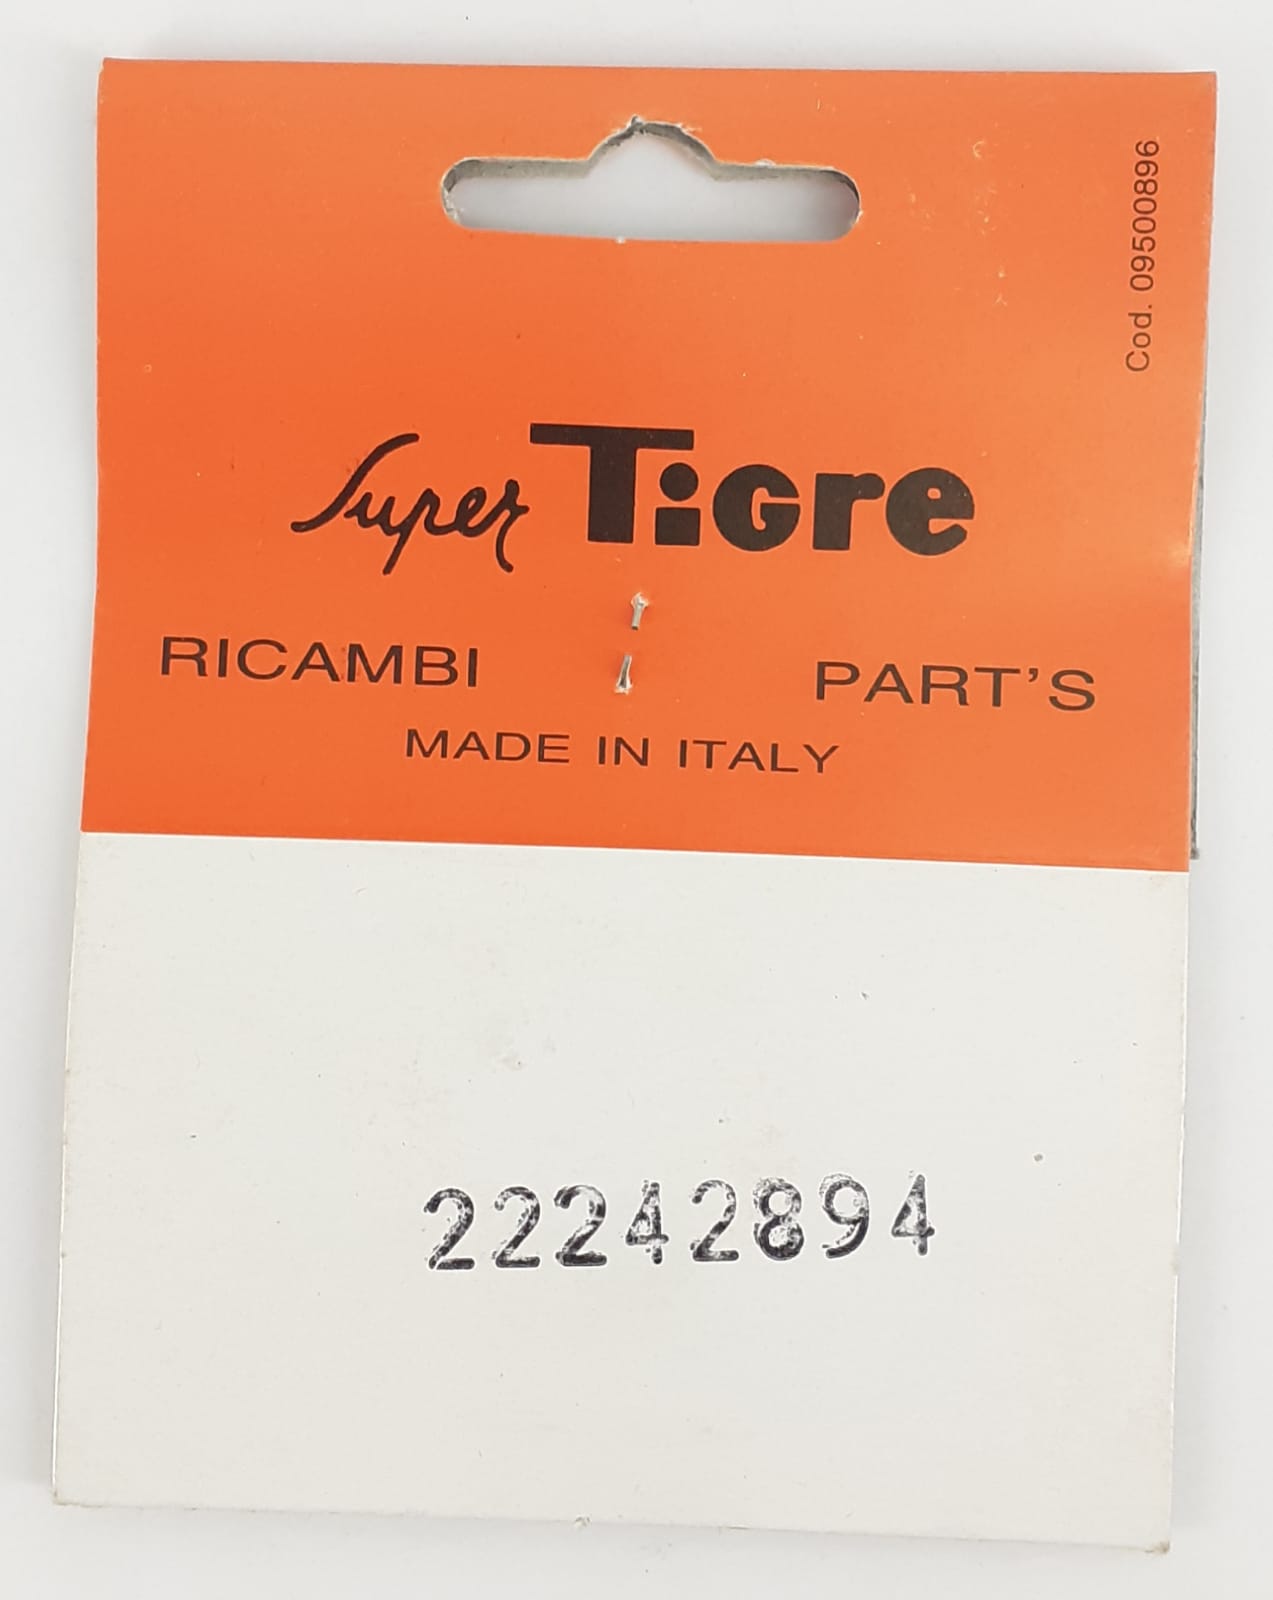 Cod. 09500896
Super TiGre
RICAMBI PART'S
MADE IN ITALY
22242894